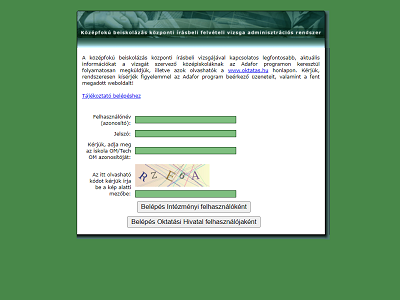 Középfokú beiskolázás központi írásbeli felvételi vizsga adminisztrációs rendszer
A középfokú beiskolázás központi írásbeli vizsgájával kapcsolatos legfontosabb, aktuális
információkat a vizsgát szervező középiskoláknak az Adafor programon keresztül
folyamatosan megküldjük, illetve azok olvashatók a www.oktatas.hu honlapon. Kérjük,
rendszeresen kísérjék figyelemmel az Adafor program beérkező üzeneteit, valamint a fent
megadott weboldalt!
Tájékoztató belépéshez
Felhasználónév
(azonosító):
Jelszó:
Kérjük, adja meg
az iskola OM/Tech
OM azonosítóját:
RZEGA
Az itt olvasható
kódot kérjük írja
be a kép alatti
mezőbe:
Belépés Intézményi felhasználóként
Belépés Oktatási Hivatal felhasználójaként